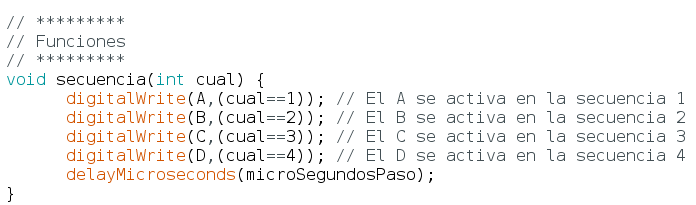 // *********
// Funciones
// *********
void secuencia(int cual) {
digitalWrite(A,(cual==1)); // El A se activa en la secuencia 1
digitalWrite(B,(cual==2)); // El B se activa en la secuencia 2
digitalWrite(C,(cual==3)); // El C se activa en la secuencia 3
digitalWrite(D,(cual==4)); // El D se activa en la secuencia 4
delayMicroseconds(microSegundosPaso);
}